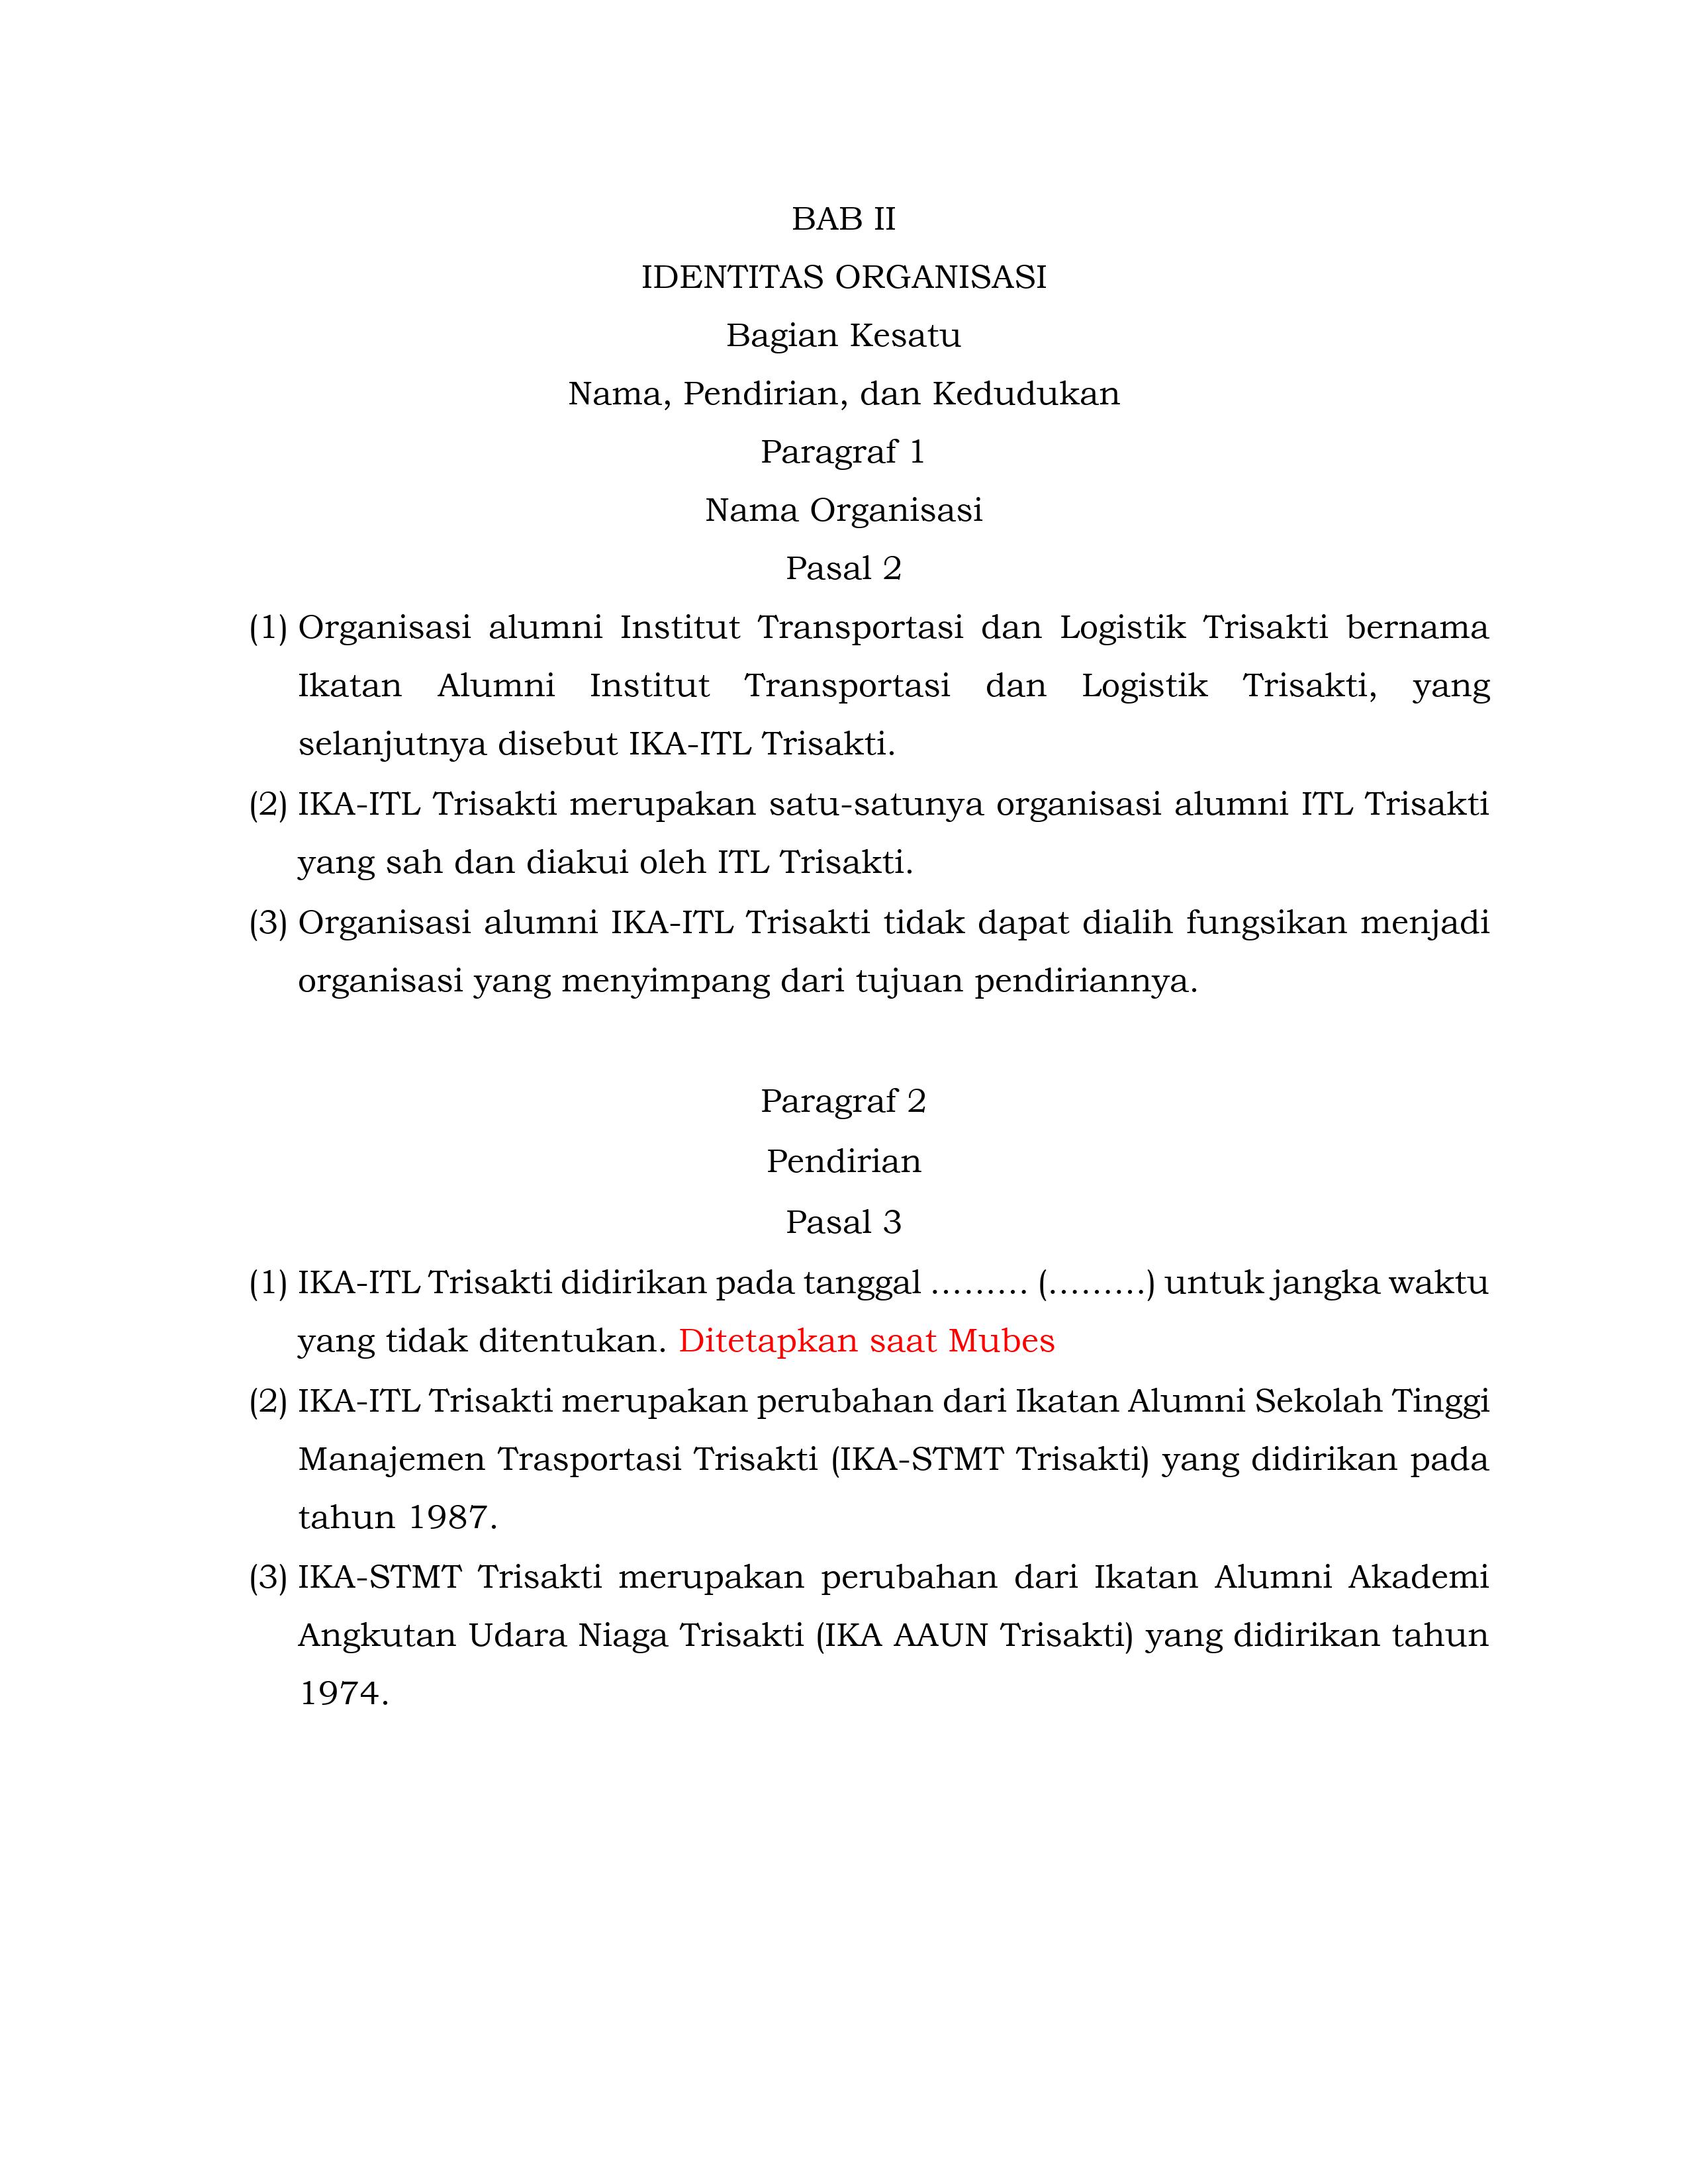 BAB II
IDENTITAS ORGANISASI
Bagian Kesatu
Nama, Pendirian, dan Kedudukan
Paragraf 1
Nama Organisasi
Pasal 2
(1) Organisasi alumni Institut Transportasi dan Logistik Trisakti bernama
Ikatan Alumni Institut Transportasi dan Logistik Trisakti, yang
selanjutnya disebut IKA-ITL Trisakti.
(2) IKA-ITL Trisakti merupakan satu-satunya organisasi alumni ITL Trisakti
yang sah dan diakui oleh ITL Trisakti.
(3) Organisasi alumni IKA-ITL Trisakti tidak dapat dialih fungsikan menjadi
organisasi yang menyimpang dari tujuan pendiriannya.
Paragraf 2
Pendirian
Pasal 3
(1) IKA-ITL Trisakti didirikan pada tanggal ……… (………) untuk jangka waktu
yang tidak ditentukan. Ditetapkan saat Mubes
(2) IKA-ITL Trisakti merupakan perubahan dari Ikatan Alumni Sekolah Tinggi
Manajemen Trasportasi Trisakti (IKA-STMT Trisakti) yang didirikan pada
tahun 1987.
(3) IKA-STMT Trisakti merupakan perubahan dari Ikatan Alumni Akademi
Angkutan Udara Niaga Trisakti (IKA AAUN Trisakti) yang didirikan tahun
1974.